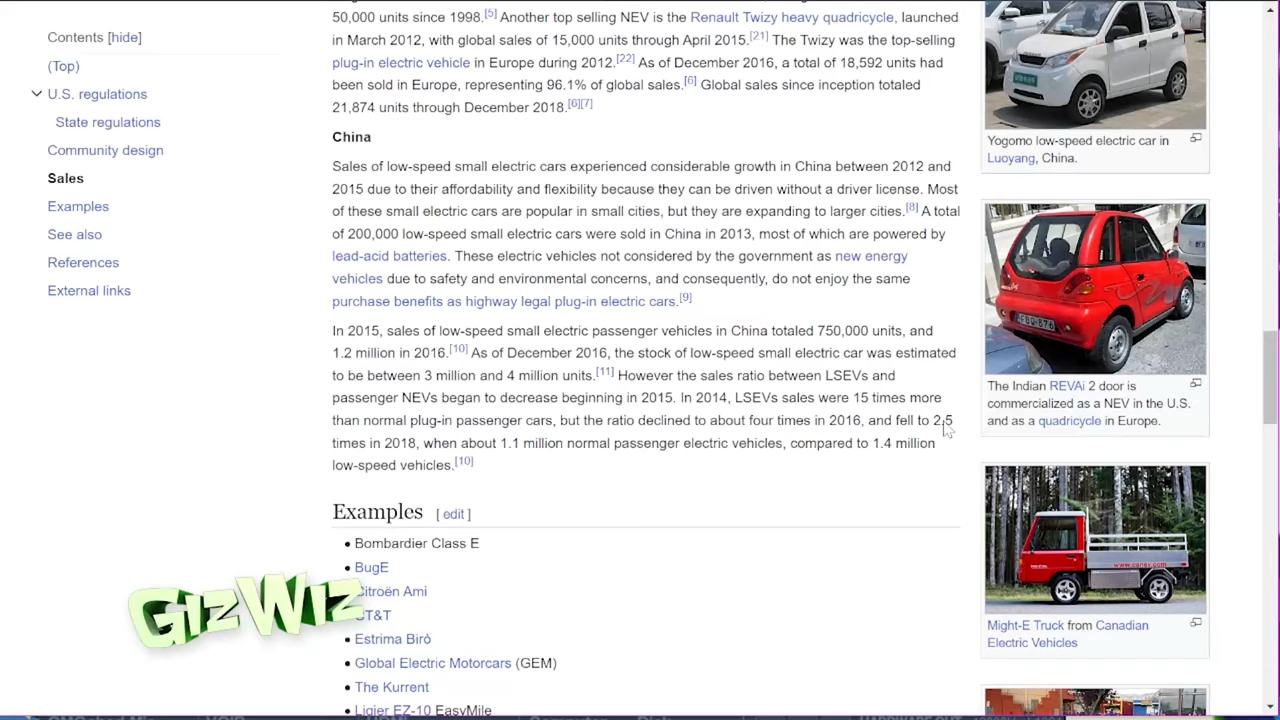 Contents [hide]
(Top)
U.S. regulations
State regulations
Community design
Sales
Examples
See also
References
External links
50,000 units since 1998.[5] Another top selling NEV is the Renault Twizy heavy quadricycle, launched
in March 2012, with global sales of 15,000 units through April 2015.[21] The Twizy was the top-selling
plug-in electric vehicle in Europe during 2012.[22] As of December 2016, a total of 18,592 units had
been sold in Europe, representing 96.1% of global sales.[6] Global sales since inception totaled
21,874 units through December 2018.[6][7]
China
Sales of low-speed small electric cars experienced considerable growth in China between 2012 and
2015 due to their affordability and flexibility because they can be driven without a driver license. Most
of these small electric cars are popular in small cities, but they are expanding to larger cities.[8] A total
of 200,000 low-speed small electric cars were sold in China in 2013, most of which are powered by
lead-acid batteries. These electric vehicles not considered by the government as new energy
vehicles due to safety and environmental concerns, and consequently, do not enjoy the same
purchase benefits as highway legal plug-in electric cars.[9]
In 2015, sales of low-speed small electric passenger vehicles in China totaled 750,000 units, and
1.2 million in 2016.[10] As of December 2016, the stock of low-speed small electric car was estimated
to be between 3 million and 4 million units.[11] However the sales ratio between LSEVs and
passenger NEVs began to decrease beginning in 2015. In 2014, LSEVs sales were 15 times more
than normal plug-in passenger cars, but the ratio declined to about four times in 2016, and fell to 2.5
times in 2018, when about 1.1 million normal passenger electric vehicles, compared to 1.4 million
low-speed vehicles.[10]
Examples [ edit ]
Bombardier Class E
BugE
Citroën Ami
Estrima Birò
Global Electric Motorcars (GEM)
The Kurrent
Ligier EZ-10 EasyMile
GizWiz
Yogomo low-speed electric car in
Luoyang, China.
FBQ-876
The Indian REVAi 2 door is
commercialized as a NEV in the U.S.
and as a quadricycle in Europe.
www.canev.com
Might-E Truck from Canadian
Electric Vehicles